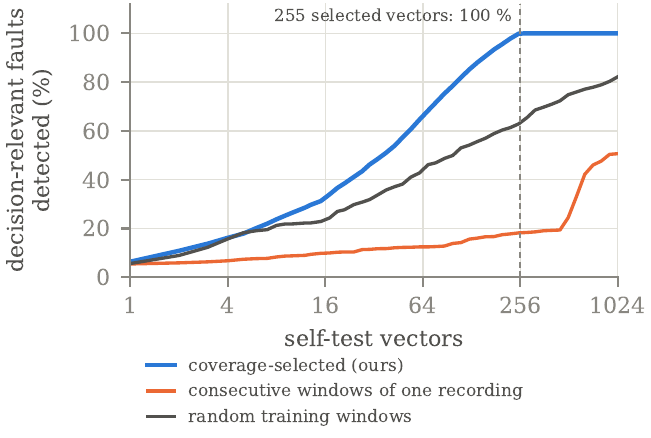 255 selected vectors: 100 %
decision-relevant faults
detected (%)
100
80
60
40
20
0
1 4 16 64 256 1024
self-test vectors
coverage-selected (ours)
consecutive windows of one recording
random training windows